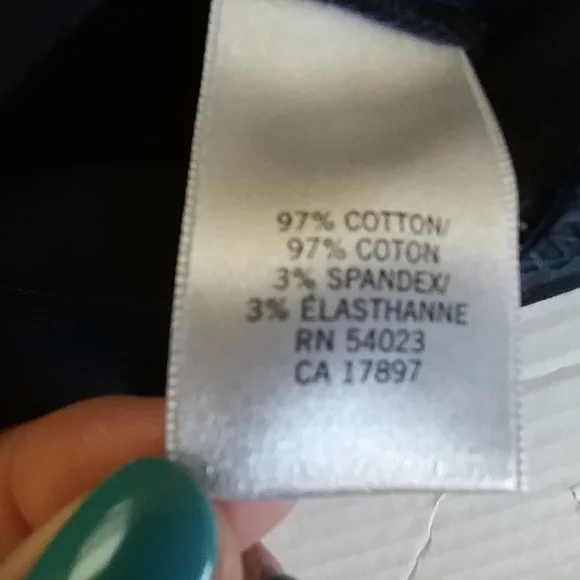 97% COTTON/
97% COTON
3% SPANDEX/
3% ÉLASTHANNE
RN 54023
CA 17897